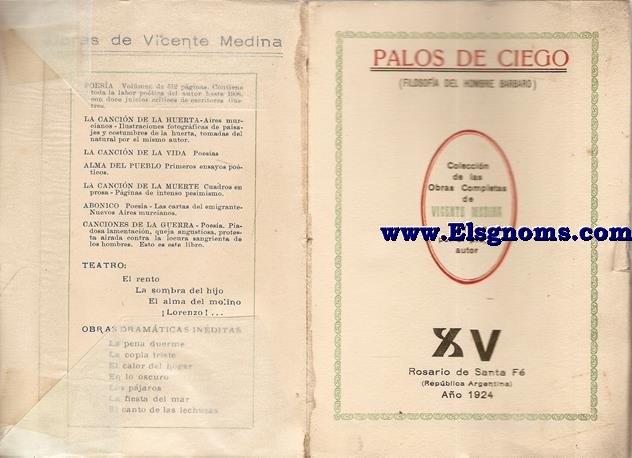 Obras de Vicente Medina
POESÍA Volúmen de 512 páginas. Contiene
toda la labor poética del autor hasta 1908,
con doce juicios críticos de escritores ilus-
tres.
LA CANCIÓN DE LA HUERTA-Aires mur-
cianos - Ilustraciones fotográficas de paisa-
jes y costumbres de la huerta, tomadas del
natural por el mismo autor.
LA CANCIÓN DE LA VIDA Poesías
ALMA DEL PUEBLO Primeros ensayos poé-
ticos.
LA CANCIÓN DE LA MUERTE Cuadros en
prosa - Páginas de intenso pesimismo.
ABONICO Poesía - Las cartas del emigrante-
Nuevos Aires murcianos.
CANCIONES DE LA GUERRA - Poesía. Pia-
dosa lamentación, queja angustiosa, protes-
ta airada contra la locura sangrienta de
los hombres. Esto es este libro.
TEATRO:
El rento
La sombra del hijo
El alma del molino
¡Lorenzo!...
OBRAS DRAMÁTICAS INÉDITAS
La pena duerme
La copla triste
El calor del hogar
En lo oscuro
Los pájaros
La fiesta del mar
El canto de las lechuzas
PALOS DE CIEGO
(FILOSOFÍA DEL HOMBRE BARBARO)
Colección
de las
Obras Completas
de
VICENTE MEDINA
www.Elsgnoms.com
autor
XV
Rosario de Santa Fé
(República Argentina)
Año 1924